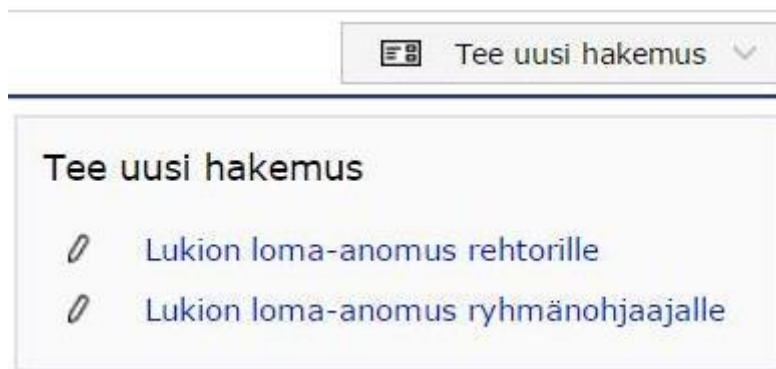 Tee uusi hakemus
Tee uusi hakemus
Lukion loma-anomus rehtorille
Lukion loma-anomus ryhmänohjaajalle